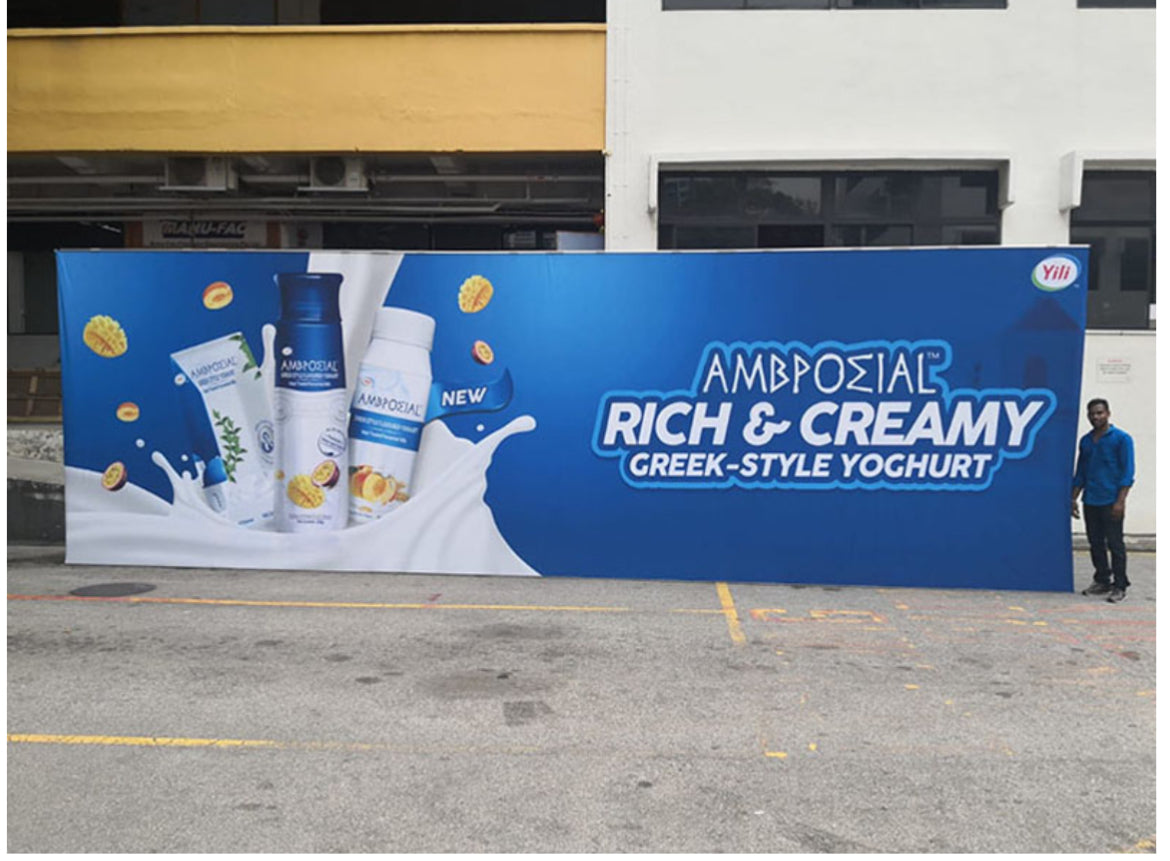 MANU-FAC
Yili
AMBPOΣIAL™
RICH & CREAMY
GREEK-STYLE YOGHURT
NEW
AMBPOΣIAL
AMBPOΣIAL
AMBPOΣIAL